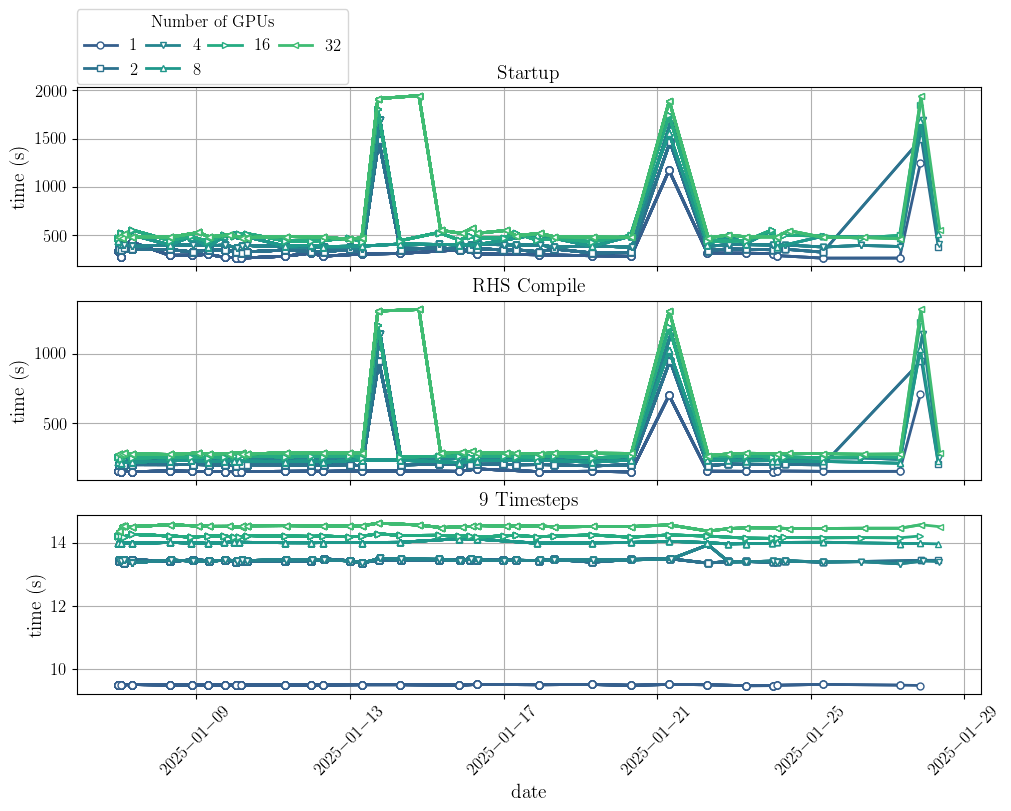 Number of GPUs
1 4 16 32
2 8
Startup
2000
1500
1000
500
time (s)
RHS Compile
1000
500
time (s)
9 Timesteps
14
12
10
time (s)
2025−01−09 2025−01−13 2025−01−17 2025−01−21 2025−01−25 2025−01−29
date